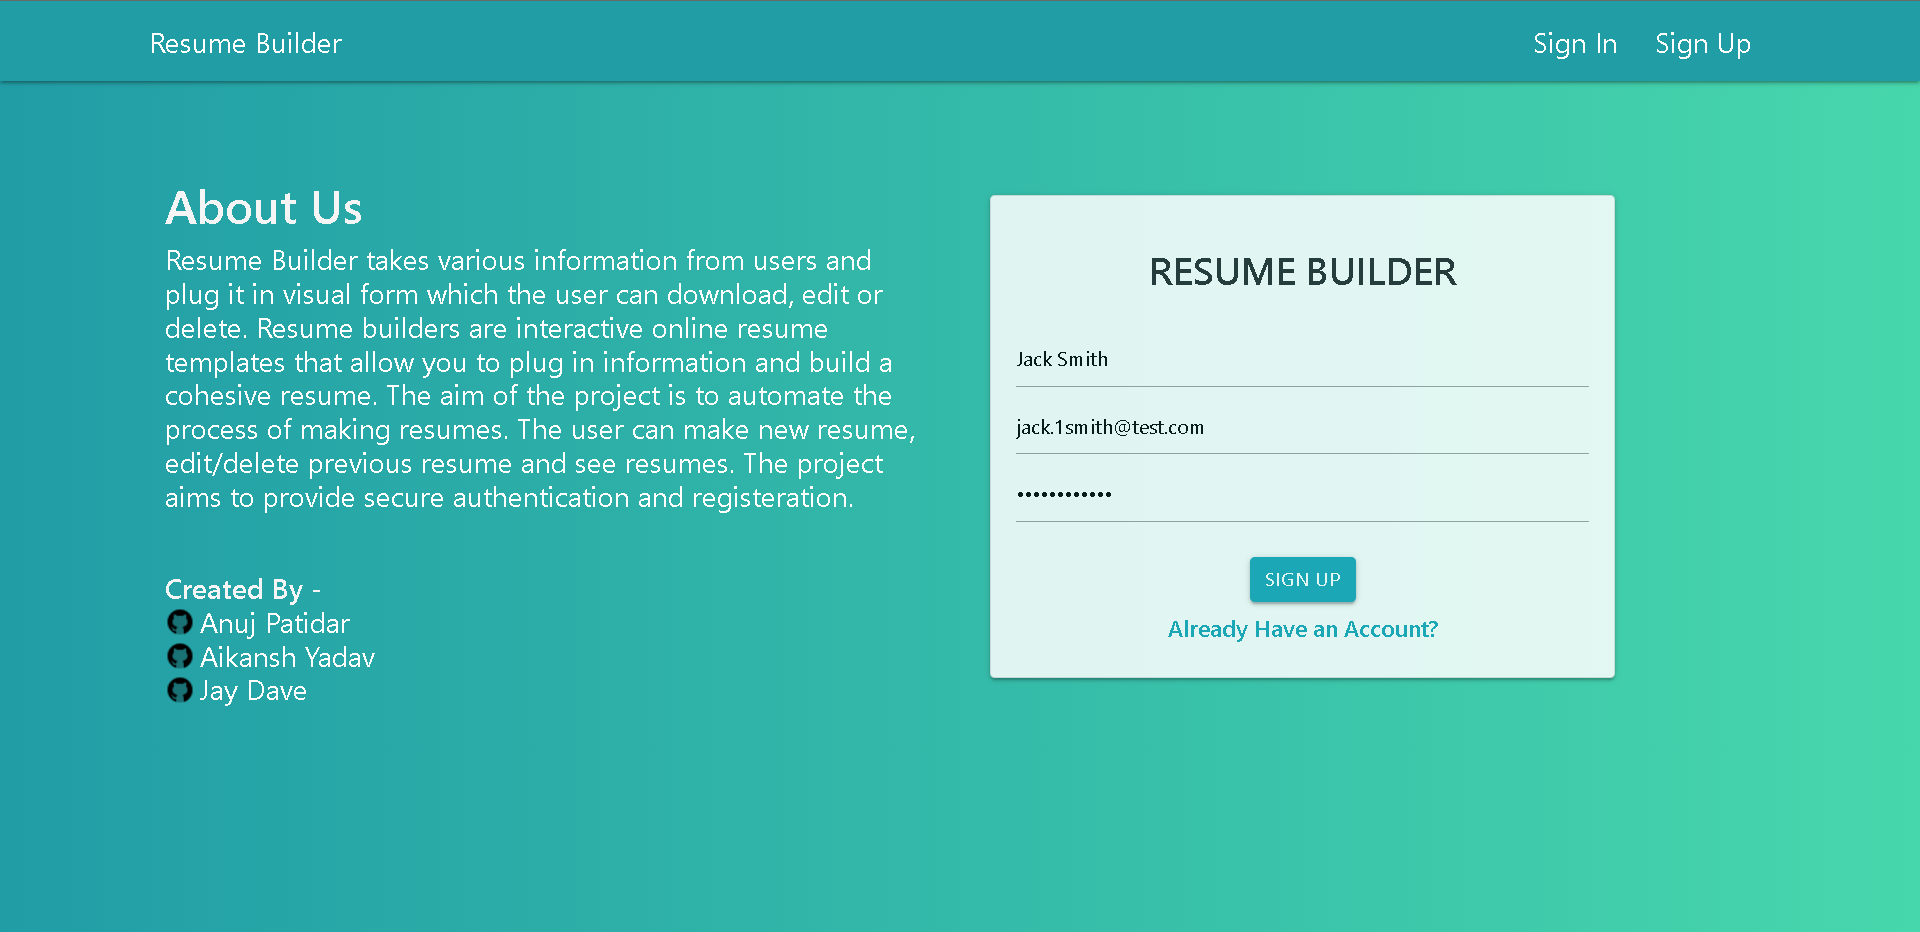 Resume Builder
Sign In
Sign Up
About Us
Resume Builder takes various information from users and
plug it in visual form which the user can download, edit or
delete. Resume builders are interactive online resume
templates that allow you to plug in information and build a
cohesive resume. The aim of the project is to automate the
process of making resumes. The user can make new resume,
edit/delete previous resume and see resumes. The project
aims to provide secure authentication and registeration.
Created By -
Anuj Patidar
Aikansh Yadav
Jay Dave
RESUME BUILDER
Jack Smith
jack.1smith@test.com
••••••••••••
SIGN UP
Already Have an Account?